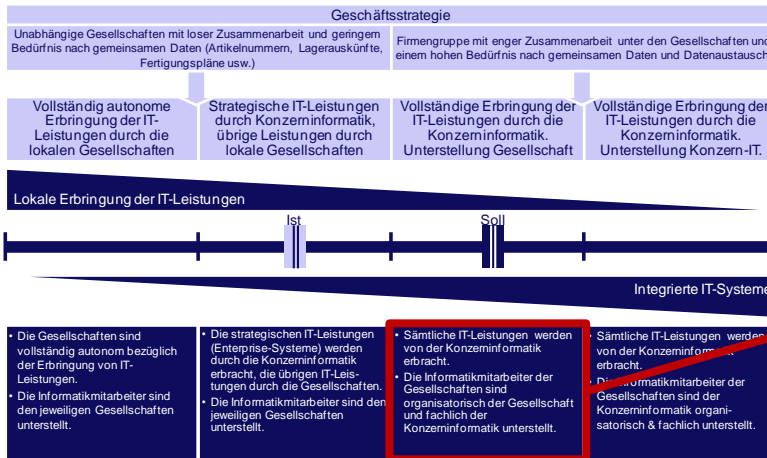 Geschäftsstrategie
Unabhängige Gesellschaften mit loser Zusammenarbeit und geringem
Bedürfnis nach gemeinsamen Daten (Artikelnummern, Lagerauskünfte,
Fertigungspläne usw.)
Firmengruppe mit enger Zusammenarbeit unter den Gesellschaften und
einem hohen Bedürfnis nach gemeinsamen Daten und Datenaustausch
Vollständig autonome
Erbringung der IT-
Leistungen durch die
lokalen Gesellschaften
Strategische IT-Leistungen
durch Konzerninformatik,
übrige Leistungen durch
lokale Gesellschaften
Vollständige Erbringung der
IT-Leistungen durch die
Konzerninformatik.
Unterstellung Gesellschaft
Vollständige Erbringung der
IT-Leistungen durch die
Konzerninformatik.
Unterstellung Konzern-IT.
Lokale Erbringung der IT-Leistungen
Ist
Soll
Integrierte IT-Systeme
• Die Gesellschaften sind
vollständig autonom bezüglich
der Erbringung von IT-
Leistungen.
• Die Informatikmitarbeiter sind
den jeweiligen Gesellschaften
unterstellt.
• Die strategischen IT-Leistungen
(Enterprise-Systeme) werden
durch die Konzerninformatik
erbracht, die übrigen IT-Leis-
tungen durch die Gesellschaften.
• Die Informatikmitarbeiter sind den
jeweiligen Gesellschaften
unterstellt.
• Sämtliche IT-Leistungen werden
von der Konzerninformatik
erbracht.
• Die Informatikmitarbeiter der
Gesellschaften sind
organisatorisch der Gesellschaft
und fachlich der
Konzerninformatik unterstellt.
• Sämtliche IT-Leistungen werden
von der Konzerninformatik
erbracht.
• Die Informatikmitarbeiter der
Gesellschaften sind der
Konzerninformatik organi-
satorisch & fachlich unterstellt.